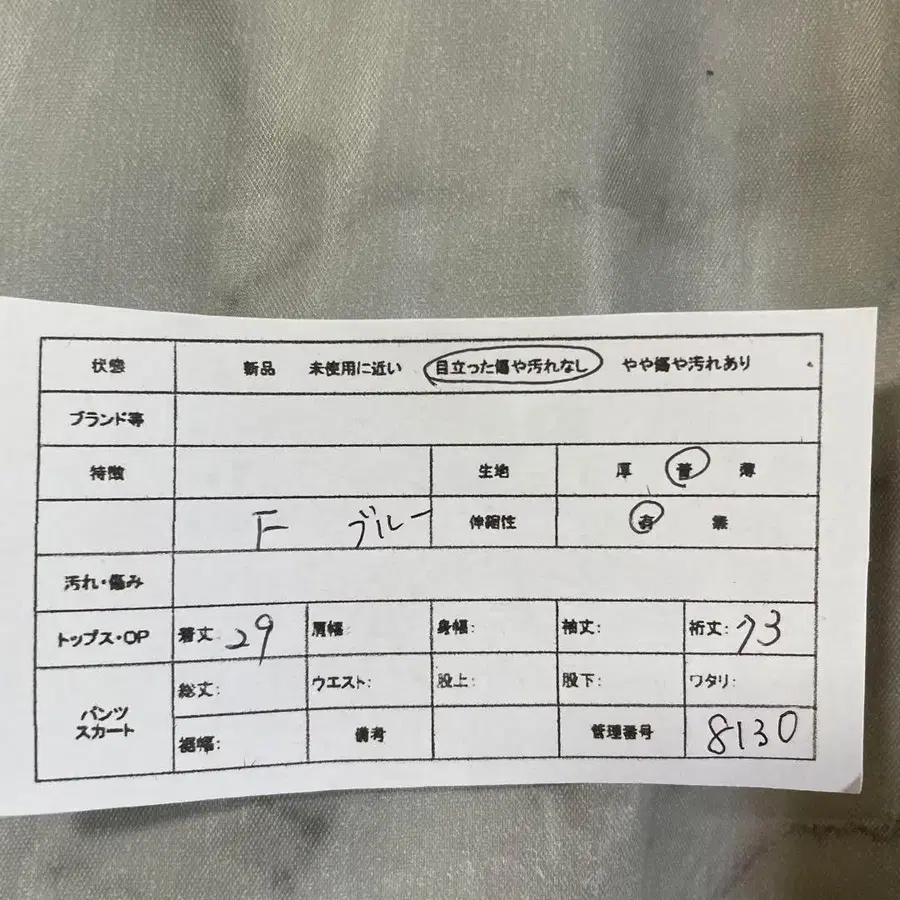 状態 新品 未使用に近い 目立った傷や汚れなし やや傷や汚れあり
ブランド等
特徴 生地 厚 普 薄
F ブルー 伸縮性 有 無
汚れ・傷み
トップス・OP 着丈: 29 肩幅: 身幅: 袖丈: 裄丈: 73
パンツ スカート 総丈: ウエスト: 股上: 股下: ワタリ:
裾幅: 備考 管理番号 8130